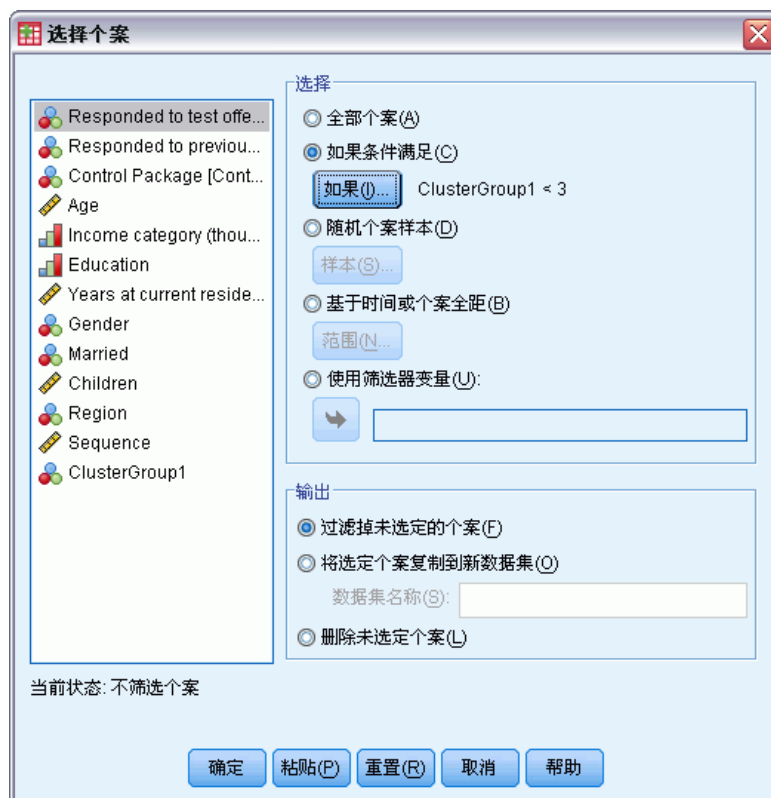 选择个案
Responded to test offe...
Responded to previou...
Control Package [Cont...
Age
Income category (thou...
Education
Years at current reside...
Gender
Married
Children
Region
Sequence
ClusterGroup1
选择
全部个案(A)
如果条件满足(C)
如果(I)... ClusterGroup1 < 3
随机个案样本(D)
样本(S)...
基于时间或个案全距(B)
范围(N...
使用筛选器变量(U):
输出
过滤掉未选定的个案(F)
将选定个案复制到新数据集(O)
数据集名称(S):
删除未选定个案(L)
当前状态: 不筛选个案
确定 粘贴(P) 重置(R) 取消 帮助